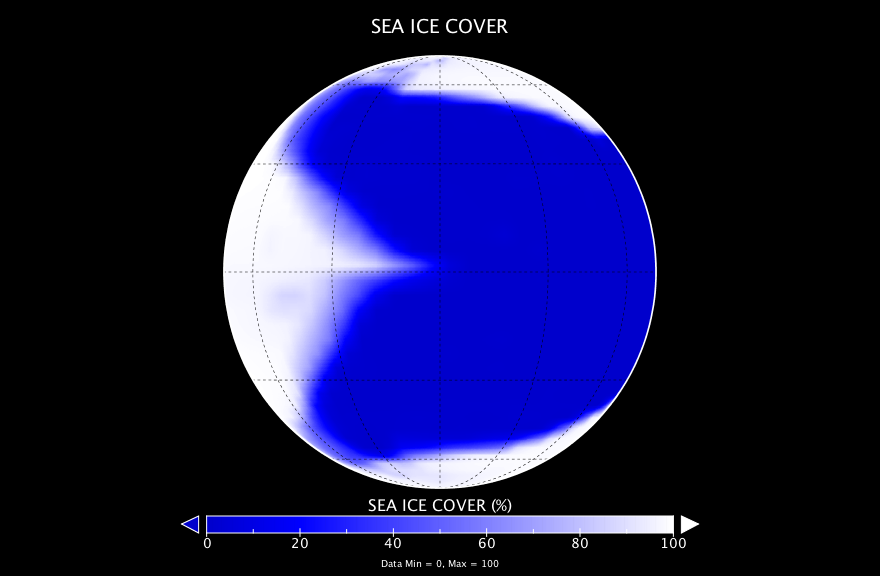 SEA ICE COVER
SEA ICE COVER (%)
0 20 40 60 80 100
Data Min = 0, Max = 100